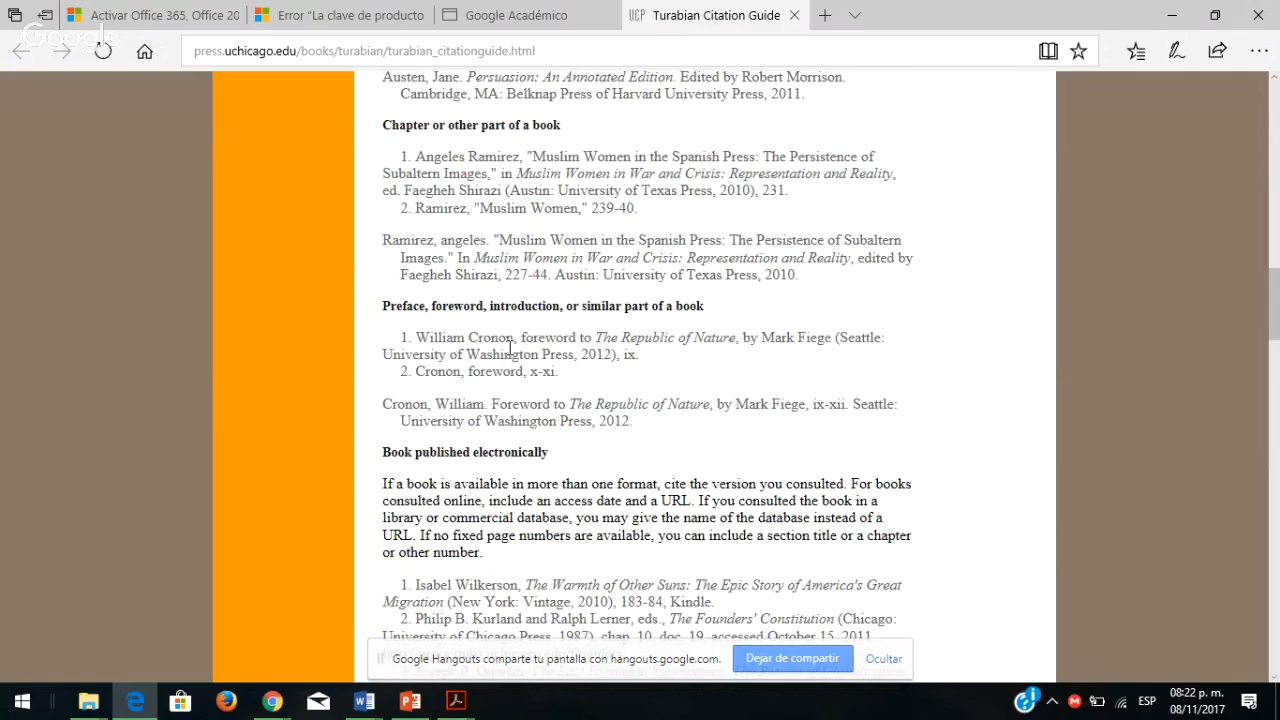 Activar Office 365, Office 20
Error "La clave de producto
Google Académico
UCP Turabian Citation Guide
Google
press.uchicago.edu/books/turabian/turabian_citationguide.html
Austen, Jane. Persuasion: An Annotated Edition. Edited by Robert Morrison.
Cambridge, MA: Belknap Press of Harvard University Press, 2011.
Chapter or other part of a book
1. Angeles Ramirez, "Muslim Women in the Spanish Press: The Persistence of
Subaltern Images," in Muslim Women in War and Crisis: Representation and Reality,
ed. Faegheh Shirazi (Austin: University of Texas Press, 2010), 231.
2. Ramirez, "Muslim Women," 239-40.
Ramirez, angeles. "Muslim Women in the Spanish Press: The Persistence of Subaltern
Images." In Muslim Women in War and Crisis: Representation and Reality, edited by
Faegheh Shirazi, 227-44. Austin: University of Texas Press, 2010.
Preface, foreword, introduction, or similar part of a book
1. William Cronon, foreword to The Republic of Nature, by Mark Fiege (Seattle:
University of Washington Press, 2012), ix.
2. Cronon, foreword, x-xi.
Cronon, William. Foreword to The Republic of Nature, by Mark Fiege, ix-xii. Seattle:
University of Washington Press, 2012.
Book published electronically
If a book is available in more than one format, cite the version you consulted. For books
consulted online, include an access date and a URL. If you consulted the book in a
library or commercial database, you may give the name of the database instead of a
URL. If no fixed page numbers are available, you can include a section title or a chapter
or other number.
1. Isabel Wilkerson, The Warmth of Other Suns: The Epic Story of America's Great
Migration (New York: Vintage, 2010), 183-84, Kindle.
2. Philip B. Kurland and Ralph Lerner, eds., The Founders' Constitution (Chicago:
University of Chicago Press, 1987), chap. 10, doc. 19, accessed October 15, 2011,
Google Hangouts comparte tu pantalla con hangouts.google.com.
Dejar de compartir
Ocultar
ESP
08:22 p. m.
08/11/2017